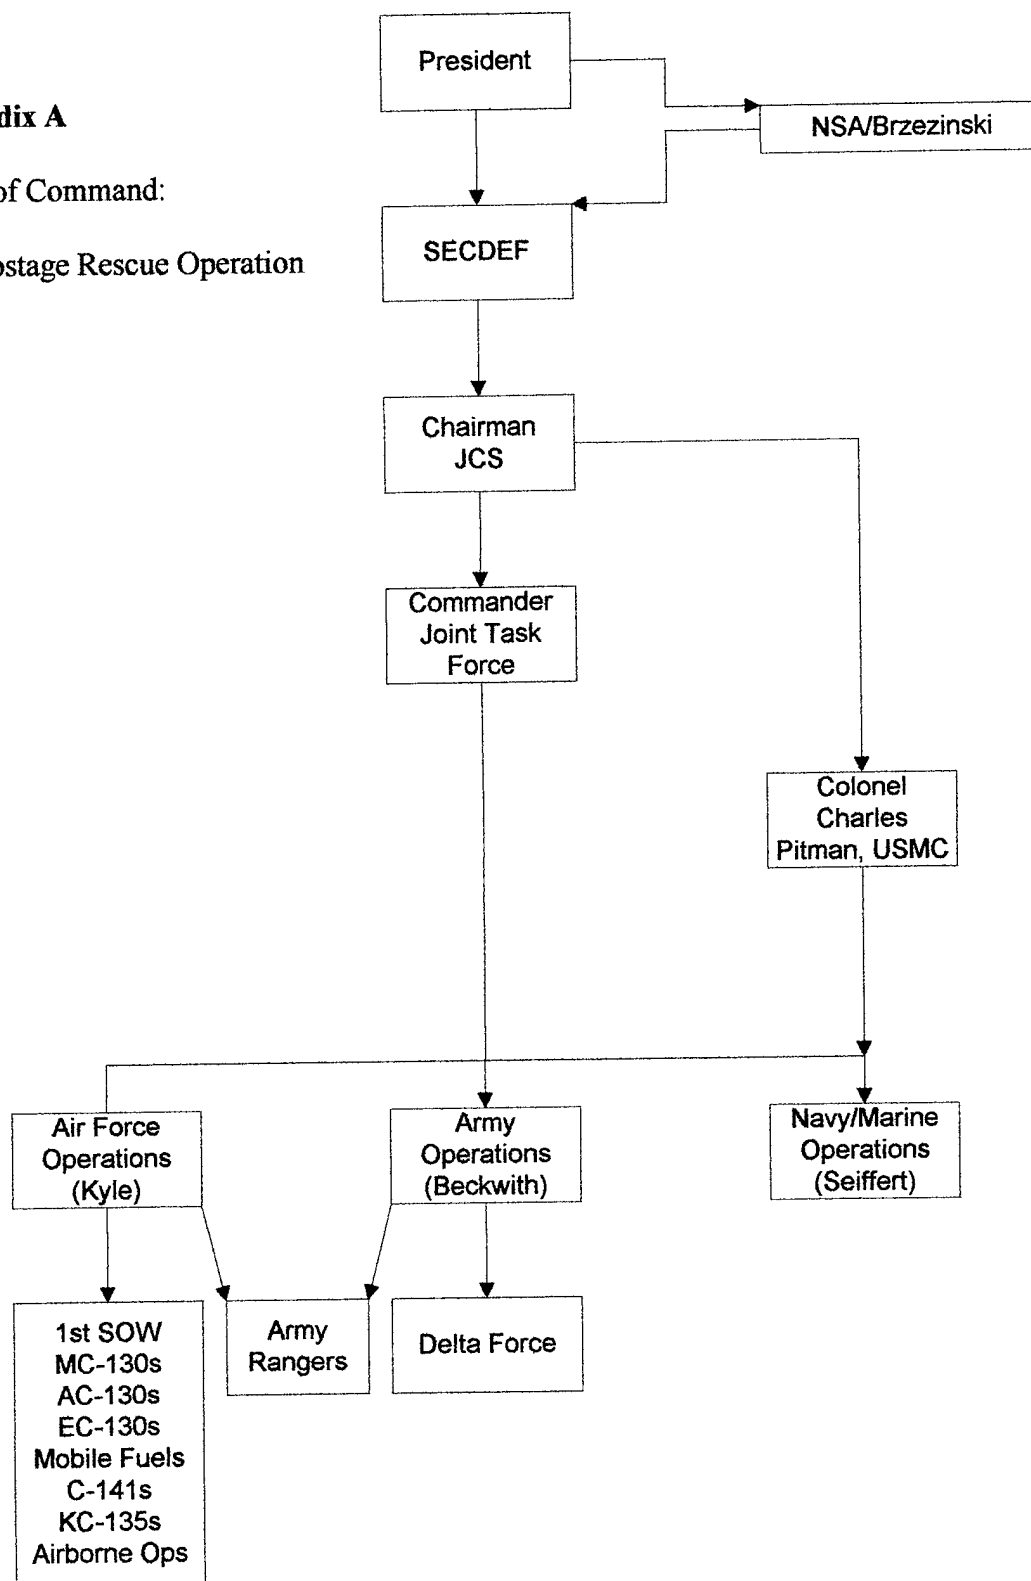 President
dix A
NSA/Brzezinski
of Command:
SECDEF
ostage Rescue Operation
Chairman
JCS
Commander
Joint Task
Force
Colonel
Charles
Pitman, USMC
Air Force
Operations
(Kyle)
Army
Operations
(Beckwith)
Navy/Marine
Operations
(Seiffert)
1st SOW
MC-130s
AC-130s
EC-130s
Mobile Fuels
C-141s
KC-135s
Airborne Ops
Army
Rangers
Delta Force